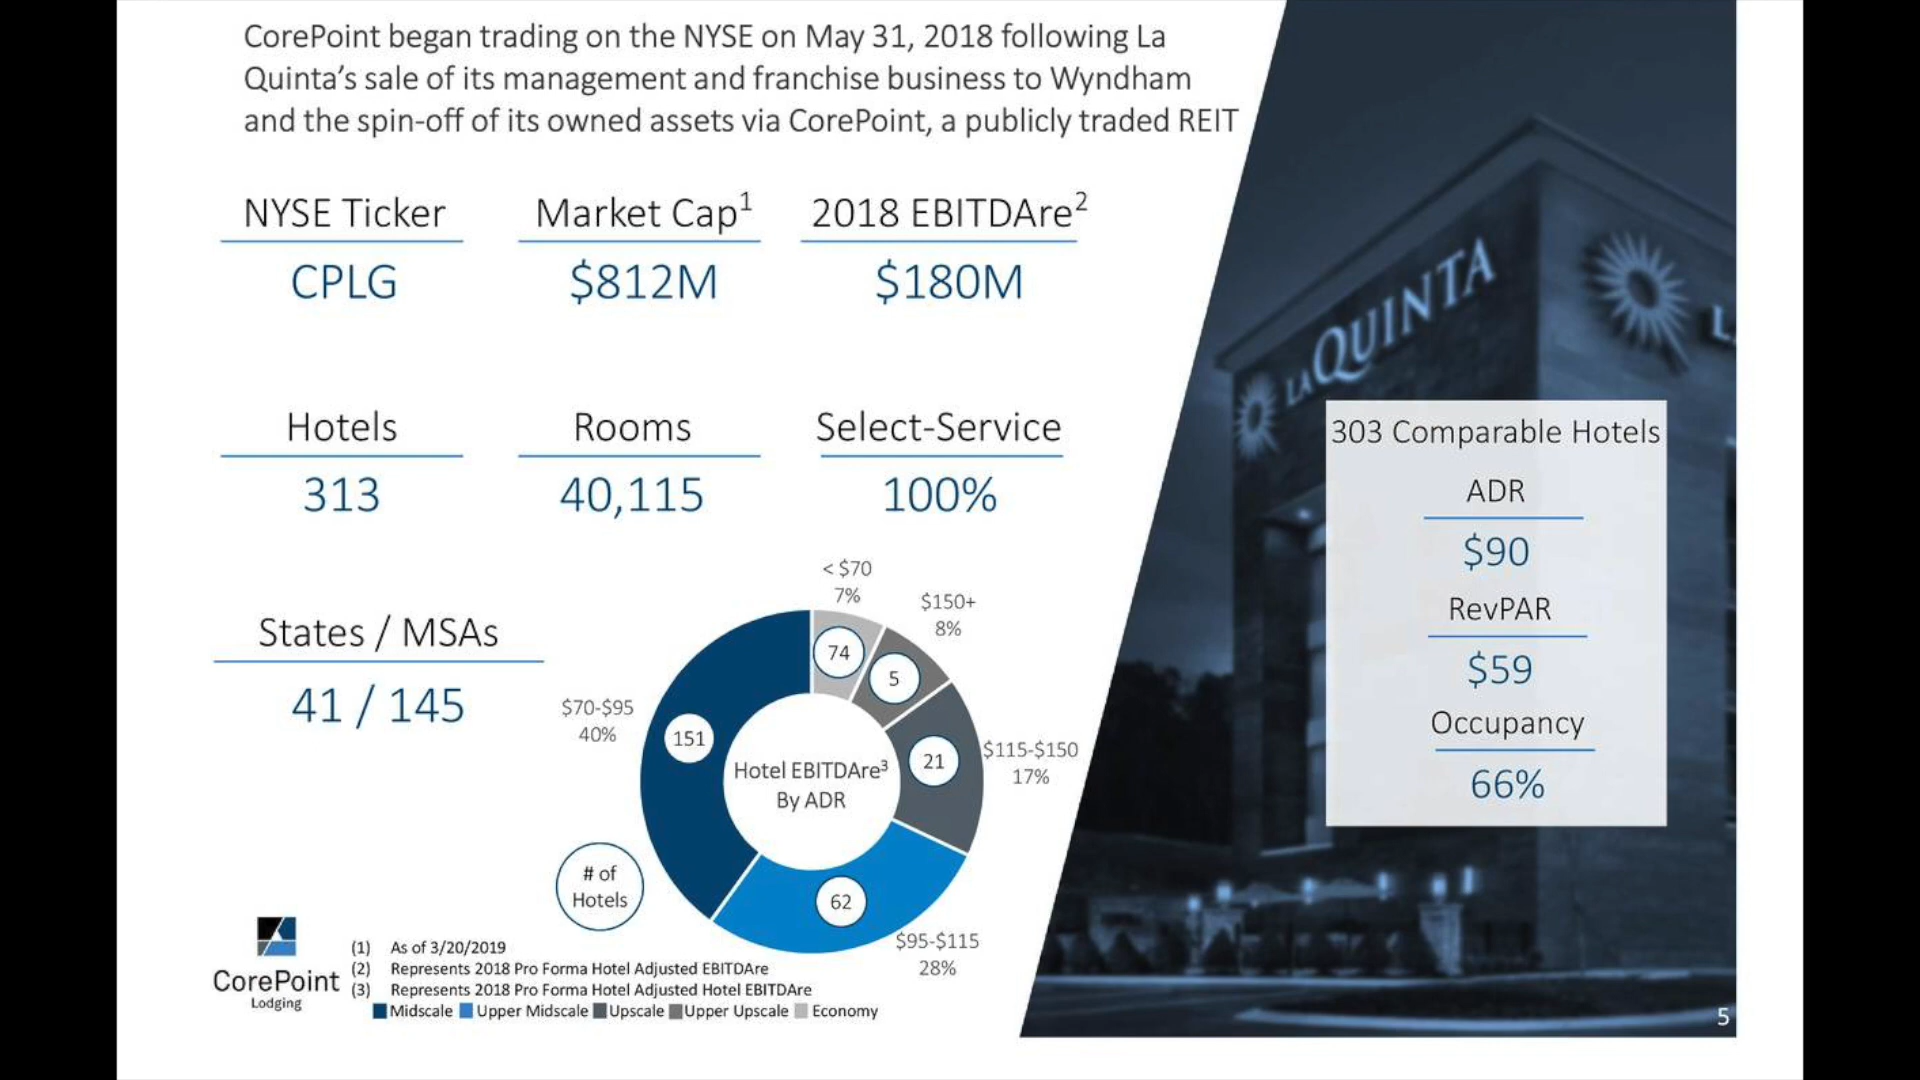 CorePoint began trading on the NYSE on May 31, 2018 following La
Quinta’s sale of its management and franchise business to Wyndham
and the spin-off of its owned assets via CorePoint, a publicly traded REIT
NYSE Ticker
CPLG
Market Cap¹
$812M
2018 EBITDAre²
$180M
Hotels
313
Rooms
40,115
Select-Service
100%
States / MSAs
41 / 145
< $70
7%
$150+
8%
$70-$95
40%
$115-$150
17%
$95-$115
28%
74
5
151
21
62
Hotel EBITDAre³
By ADR
# of
Hotels
LA QUINTA
L
303 Comparable Hotels
ADR
$90
RevPAR
$59
Occupancy
66%
CorePoint
Lodging
(1) As of 3/20/2019
(2) Represents 2018 Pro Forma Hotel Adjusted EBITDAre
(3) Represents 2018 Pro Forma Hotel Adjusted Hotel EBITDAre
Midscale Upper Midscale Upscale Upper Upscale Economy
5